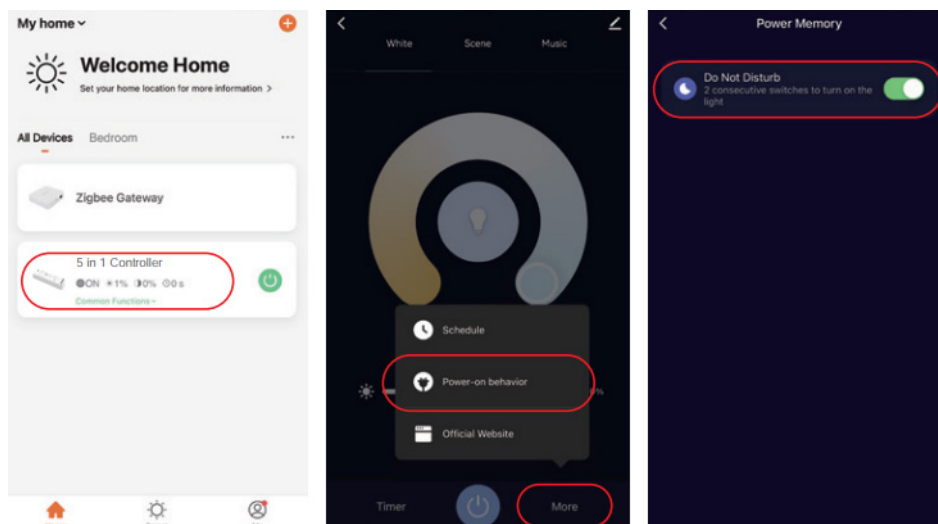 My home
Welcome Home
Set your home location for more information >
All Devices Bedroom
Zigbee Gateway
5 in 1 Controller
ON 1% 0% 0 s
Common Functions
White Scene Music
Schedule
Power-on behavior
%
Official Website
Timer More
Power Memory
Do Not Disturb
2 consecutive switches to turn on the
light